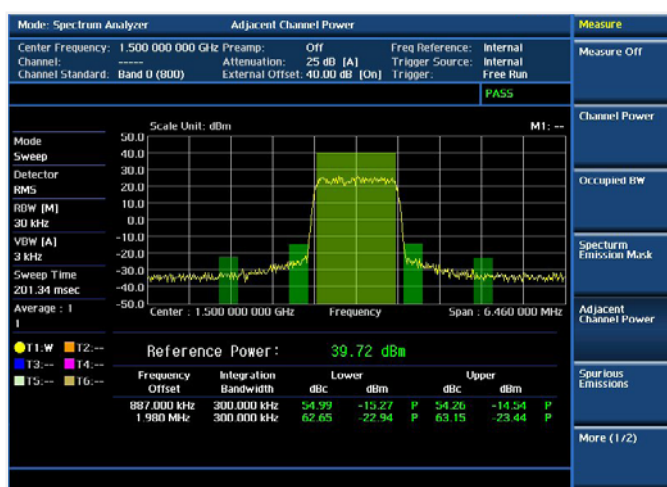 Mode: Spectrum Analyzer Adjacent Channel Power
Measure
Center Frequency: 1.500 000 000 GHz Preamp: Off Freq Reference: Internal
Channel: ----- Attenuation: 25 dB [A] Trigger Source: Internal
Channel Standard: Band 0 (800) External Offset: 40.00 dB [On] Trigger: Free Run
PASS
Measure Off
Channel Power
Occupied BW
Specturm
Emission Mask
Adjacent
Channel Power
Spurious
Emissions
More (1/2)
Mode
Sweep
Detector
RMS
RBW [M]
30 kHz
VBW [A]
3 kHz
Sweep Time
201.34 msec
Average : 1
1
T1:W T2:--
T3:-- T4:--
T5:-- T6:--
Scale Unit: dBm M1: --
50.0
40.0
30.0
20.0
10.0
0.0
-10.0
-20.0
-30.0
-40.0
-50.0
Center : 1.500 000 000 GHz Frequency Span : 6.460 000 MHz
Reference Power: 39.72 dBm
Frequency Integration Lower Upper
Offset Bandwidth dBc dBm dBc dBm
887.000 kHz 300.000 kHz 54.99 -15.27 P 54.26 -14.54 P
1.980 MHz 300.000 kHz 62.65 -22.94 P 63.15 -23.44 P